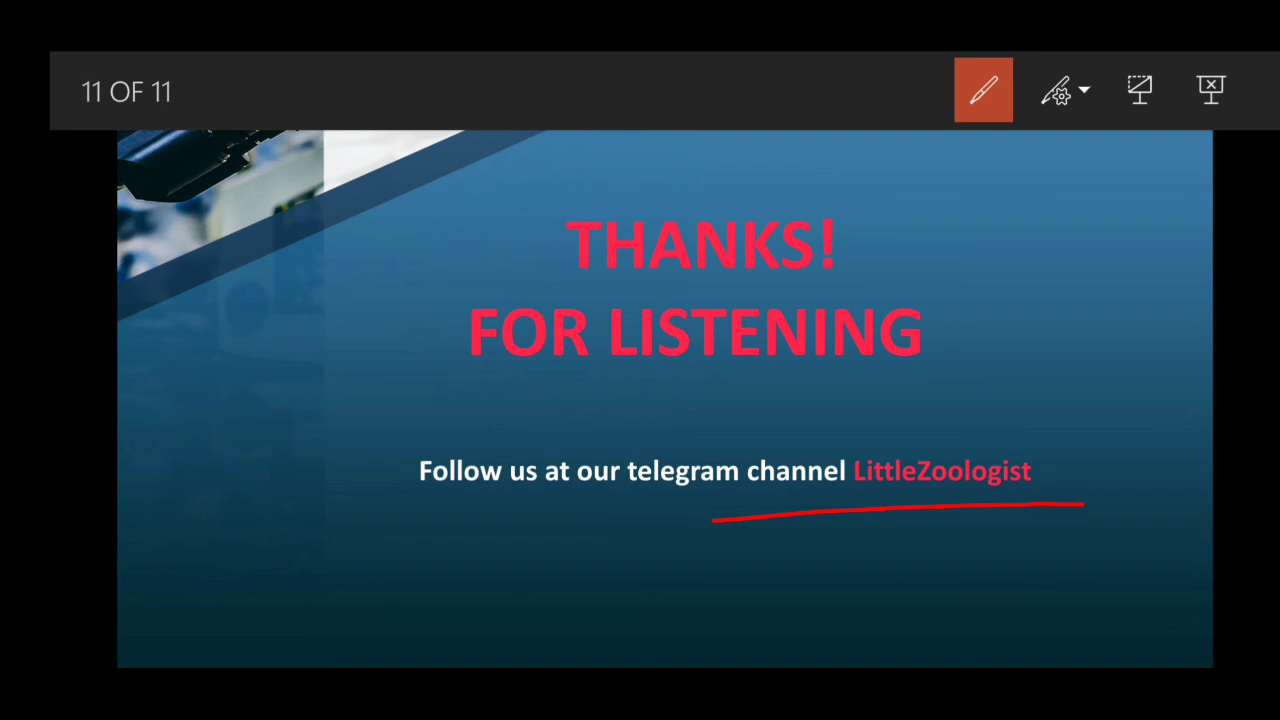 11 OF 11
THANKS!
FOR LISTENING
Follow us at our telegram channel LittleZoologist